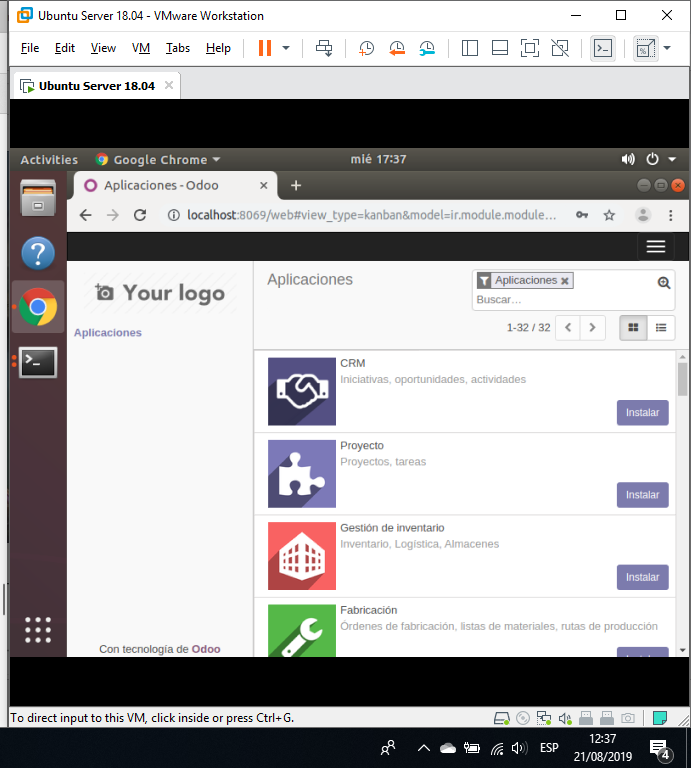 Ubuntu Server 18.04 - VMware Workstation
File Edit View VM Tabs Help
Ubuntu Server 18.04
Activities Google Chrome mié 17:37
Aplicaciones - Odoo
localhost:8069/web#view_type=kanban&model=ir.module.module...
Your logo
Aplicaciones
Aplicaciones
Aplicaciones
Buscar...
1-32 / 32
CRM
Iniciativas, oportunidades, actividades
Instalar
Proyecto
Proyectos, tareas
Instalar
Gestión de inventario
Inventario, Logística, Almacenes
Instalar
Fabricación
Órdenes de fabricación, listas de materiales, rutas de producción
Con tecnología de Odoo
To direct input to this VM, click inside or press Ctrl+G.
ESP
12:37
21/08/2019
4